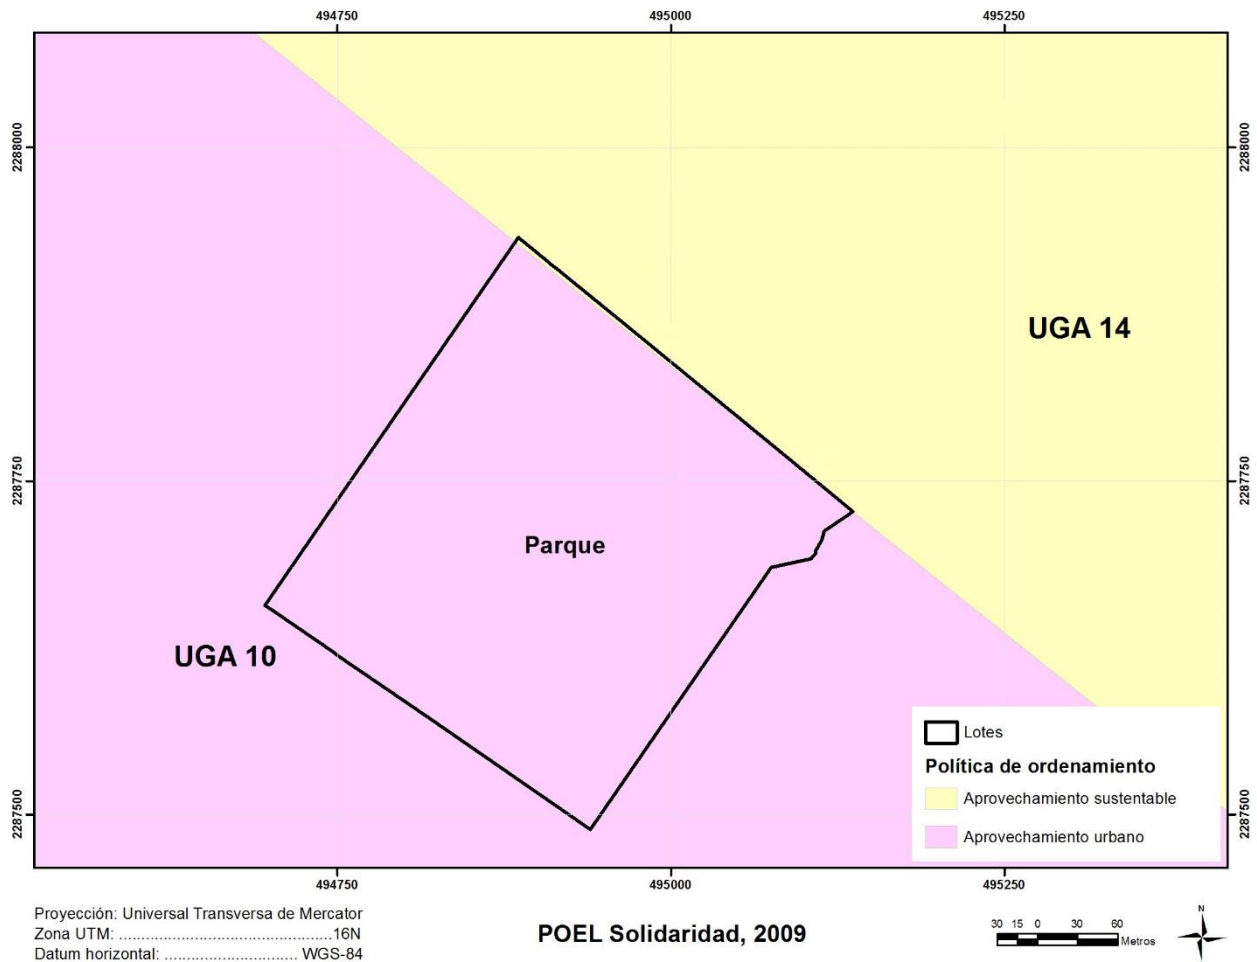 494750 495000 495250
2288000 2288000
UGA 14
2287750 2287750
Parque
UGA 10
Lotes
Política de ordenamiento
Aprovechamiento sustentable
Aprovechamiento urbano
2287500 2287500
494750 495000 495250
Proyección: Universal Transversa de Mercator
Zona UTM: ..............................................16N
Datum horizontal: ............................. WGS-84
POEL Solidaridad, 2009
30 15 0 30 60
Metros
N